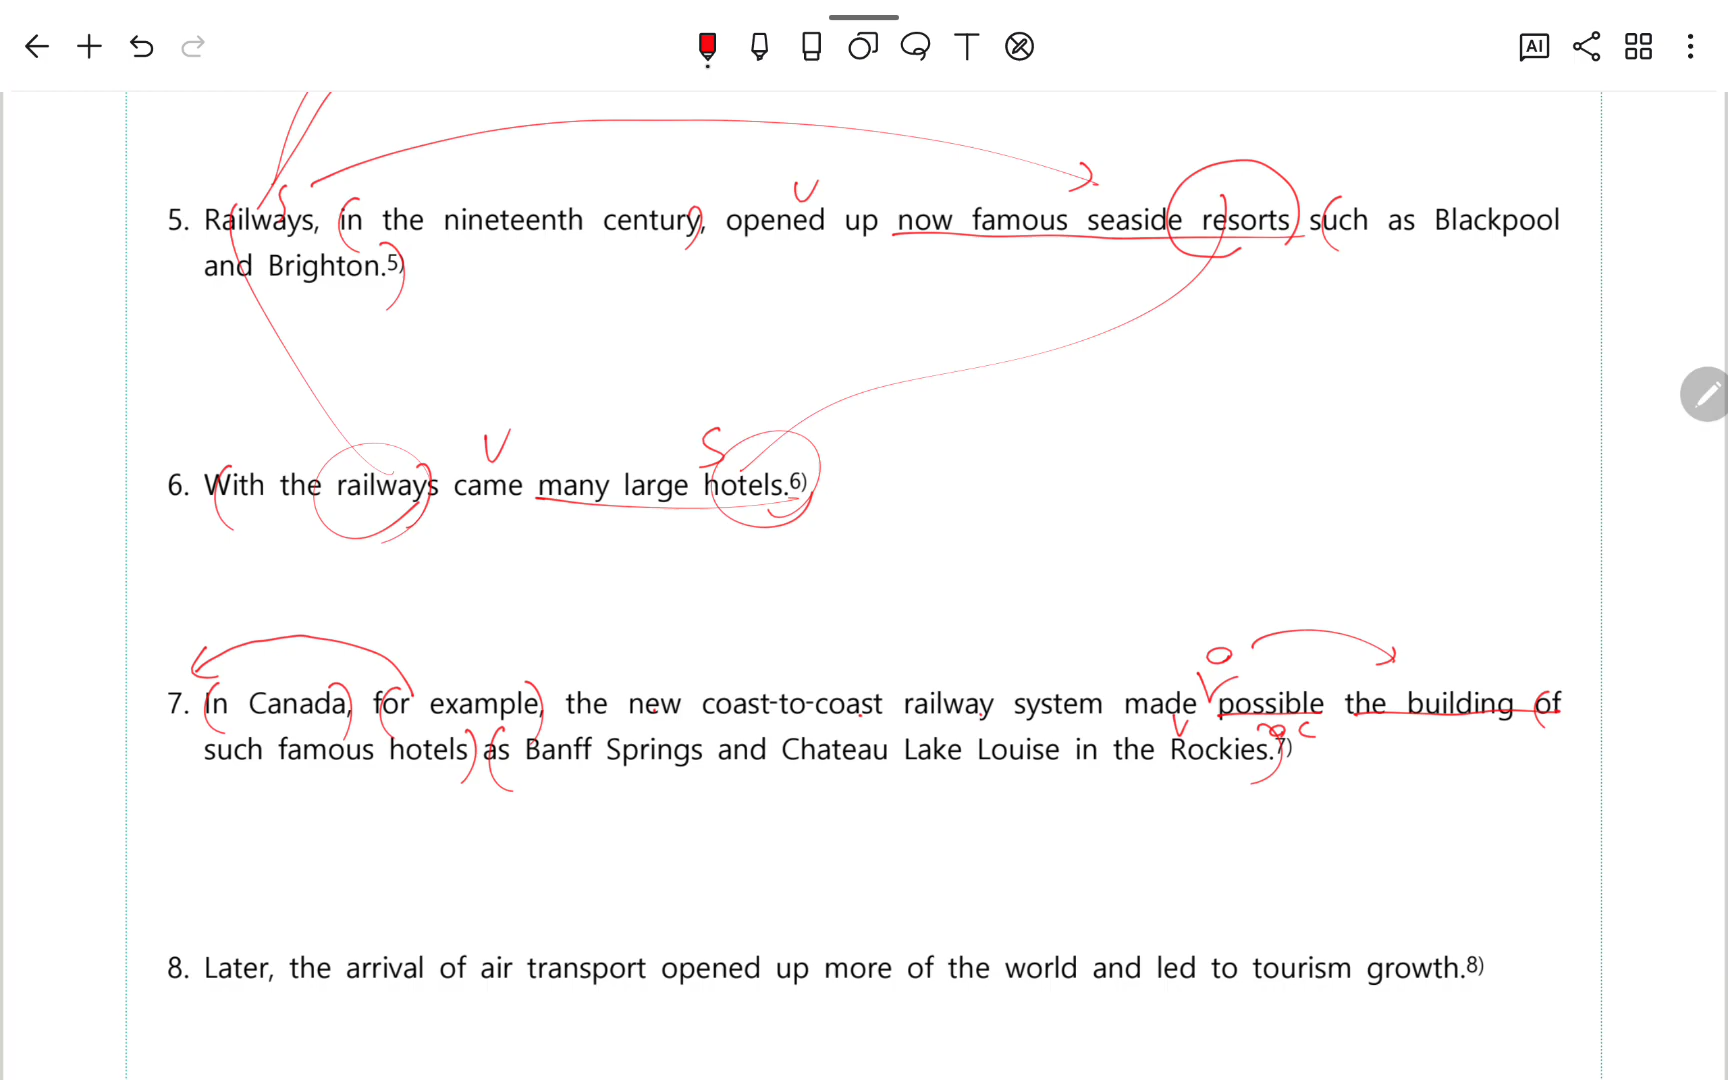 AI
S
V
5. Railways, in the nineteenth century, opened up now famous seaside resorts such as Blackpool
and Brighton.5)
V
S
6. With the railways came many large hotels.6)
O
7. In Canada, for example, the new coast-to-coast railway system made possible the building of
V
such famous hotels as Banff Springs and Chateau Lake Louise in the Rockies.7)
8. Later, the arrival of air transport opened up more of the world and led to tourism growth.8)